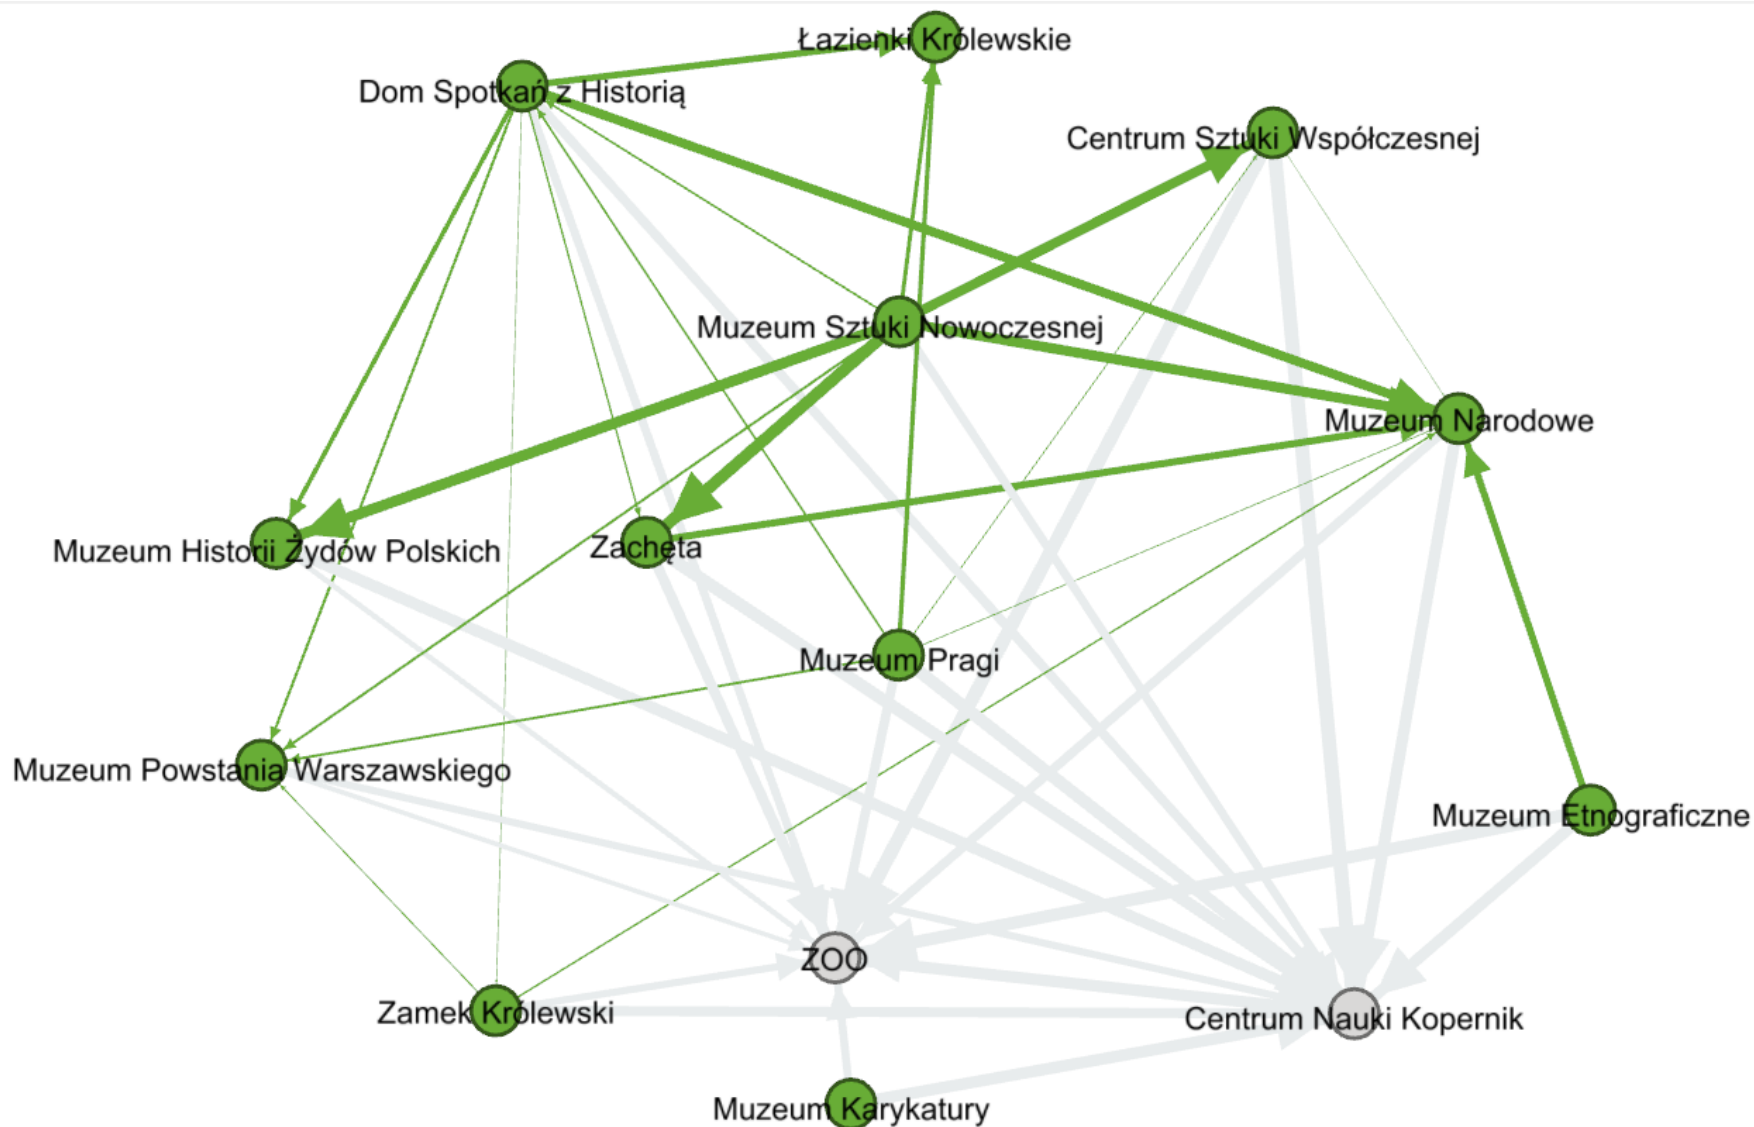 Łazienki Królewskie
Dom Spotkań z Historią
Centrum Sztuki Współczesnej
Muzeum Sztuki Nowoczesnej
Muzeum Narodowe
Muzeum Historii Żydów Polskich
Zachęta
Muzeum Pragi
Muzeum Powstania Warszawskiego
Muzeum Etnograficzne
ZOO
Zamek Królewski
Centrum Nauki Kopernik
Muzeum Karykatury